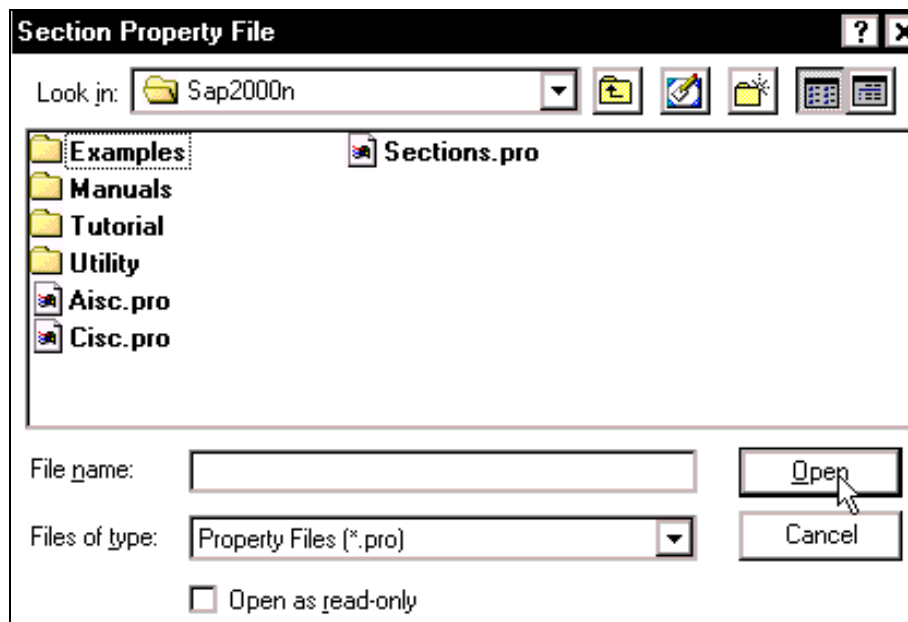 Section Property File
Look in: Sap2000n
Examples
Manuals
Tutorial
Utility
Aisc.pro
Cisc.pro
Sections.pro
File name: Open
Files of type: Property Files (*.pro) Cancel
Open as read-only